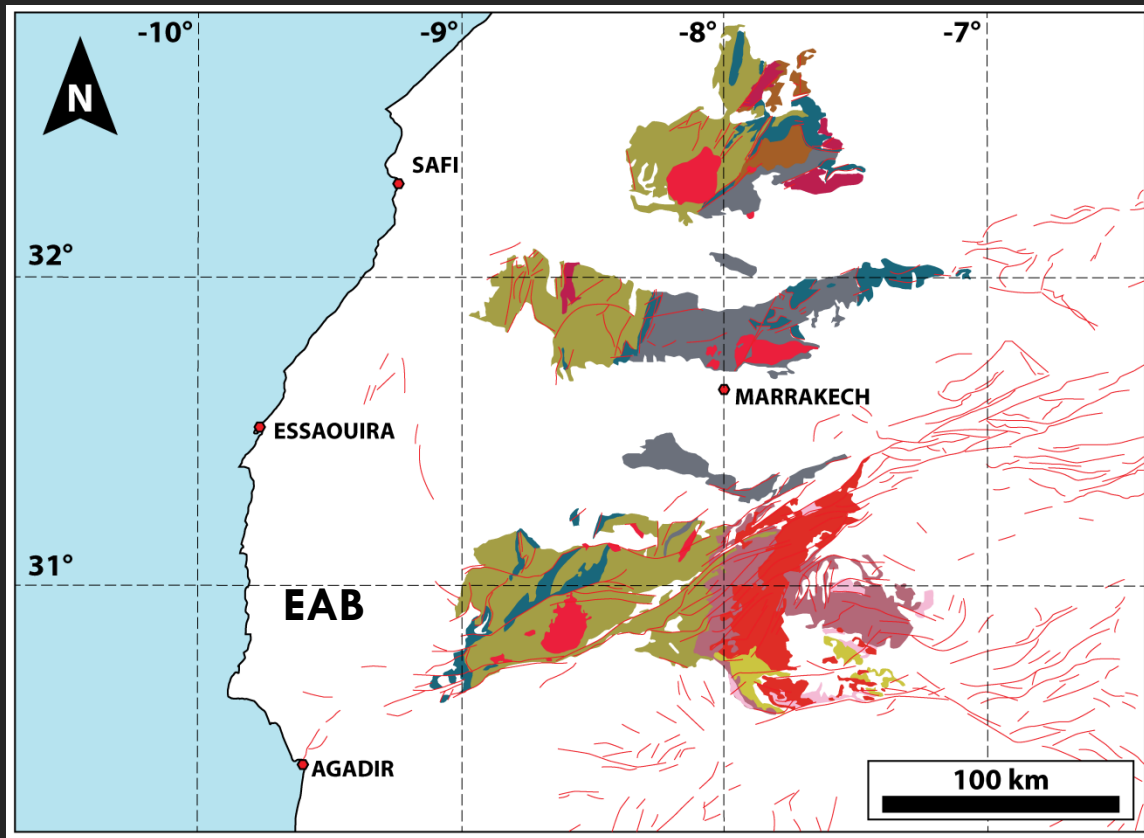 -10°
-9°
-8°
-7°
N
SAFI
32°
MARRAKECH
ESSAOUIRA
31°
EAB
AGADIR
100 km